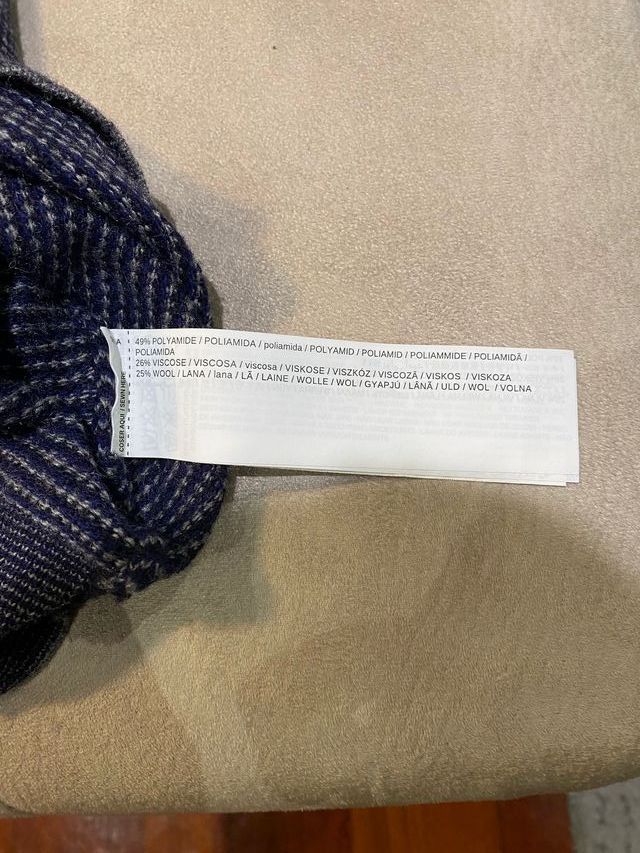 49% POLYAMIDE / POLIAMIDA / poliamida / POLYAMID / POLIAMID / POLIAMMIDE / POLIAMIDĂ /
POLIAMIDA
26% VISCOSE / VISCOSA / viscosa / VISKOSE / VISZKÓZ / VISCOZĂ / VISKOS / VISKOZA
25% WOOL / LANA / lana / LÃ / LAINE / WOLLE / WOL / GYAPJÚ / LÂNĂ / ULD / WOL / VOLNA
A
COSER AQUI / SEWN HERE